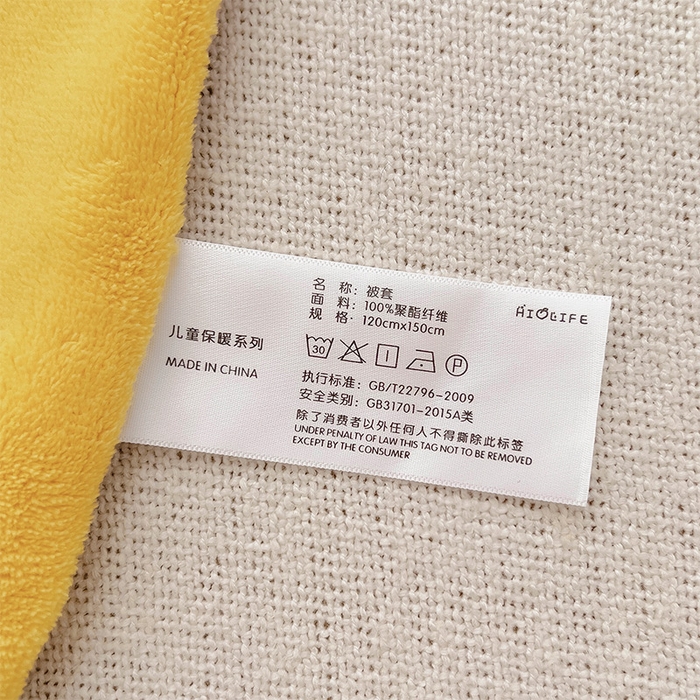 名 称：被套
面 料：100%聚酯纤维
规 格：120cmx150cm
AIOLIFE
儿童保暖系列
MADE IN CHINA
30
P
执行标准：GB/T22796-2009
安全类别：GB31701-2015A类
除了消费者以外任何人不得撕除此标签
UNDER PENALTY OF LAW THIS TAG NOT TO BE REMOVED
EXCEPT BY THE CONSUMER